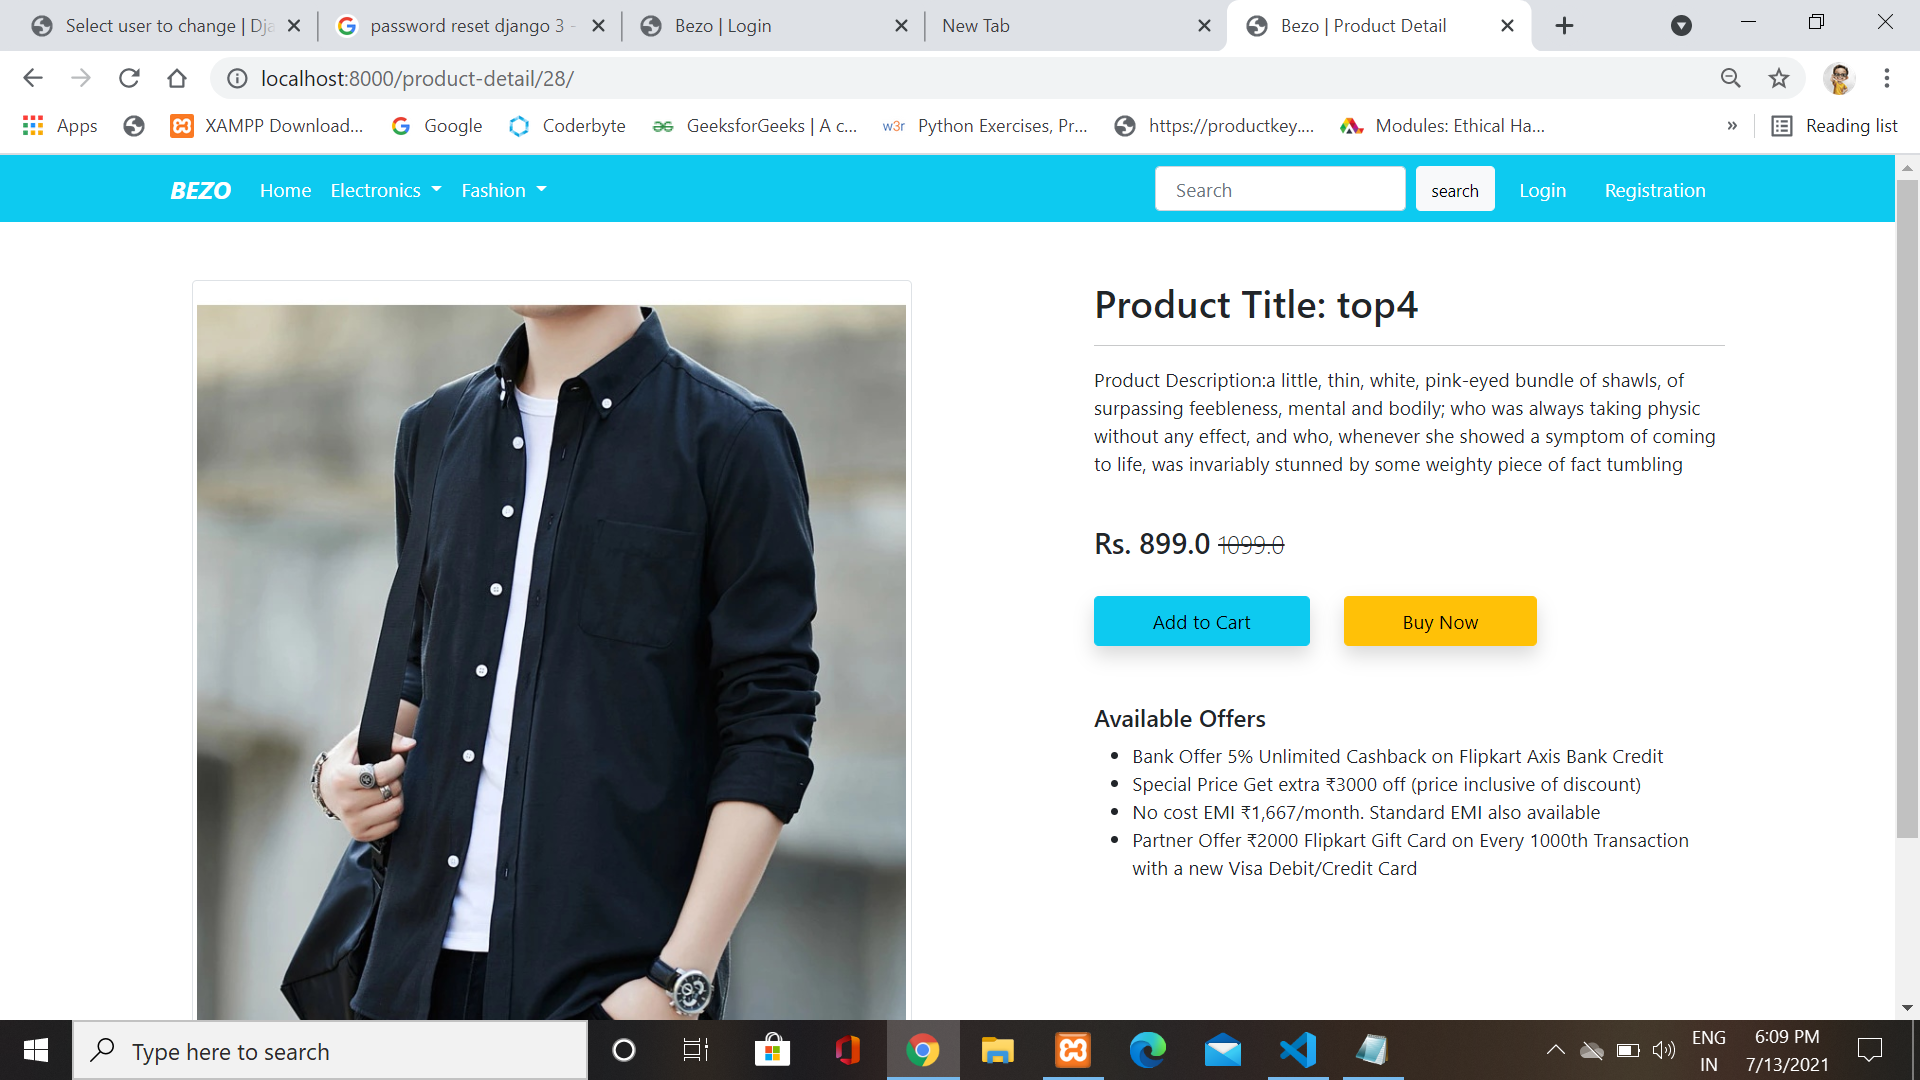 Select user to change | Dja
password reset django 3 -
Bezo | Login
New Tab
Bezo | Product Detail
localhost:8000/product-detail/28/
Apps
XAMPP Download...
Google
Coderbyte
GeeksforGeeks | A c...
w3r
Python Exercises, Pr...
https://productkey....
Modules: Ethical Ha...
»
Reading list
BEZO
Home
Electronics
Fashion
Search
search
Login
Registration
Product Title: top4
Product Description:a little, thin, white, pink-eyed bundle of shawls, of
surpassing feebleness, mental and bodily; who was always taking physic
without any effect, and who, whenever she showed a symptom of coming
to life, was invariably stunned by some weighty piece of fact tumbling
Rs. 899.0 1099.0
Add to Cart
Buy Now
Available Offers
Bank Offer 5% Unlimited Cashback on Flipkart Axis Bank Credit
Special Price Get extra ₹3000 off (price inclusive of discount)
No cost EMI ₹1,667/month. Standard EMI also available
Partner Offer ₹2000 Flipkart Gift Card on Every 1000th Transaction
with a new Visa Debit/Credit Card
Type here to search
ENG
IN
6:09 PM
7/13/2021